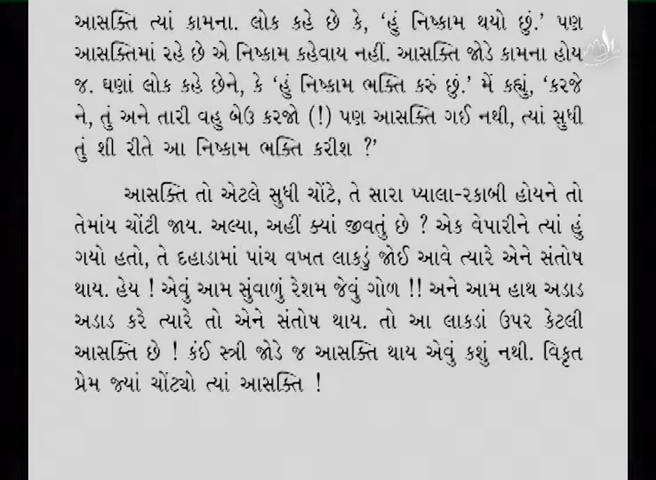 આસક્તિ ત્યાં કામના. લોક કહે છે કે, ‘હું નિષ્કામ થયો છું.’ પણ
આસક્તિમાં રહે છે એ નિષ્કામ કહેવાય નહીં. આસક્તિ જોડે કામના હોય
જ. ઘણાં લોક કહે છેને, કે ‘હું નિષ્કામ ભક્તિ કરું છું.’ મેં કહ્યું, ‘કરજે
ને, તું અને તારી વહુ બેઉ કરજો (!) પણ આસક્તિ ગઈ નથી, ત્યાં સુધી
તું શી રીતે આ નિષ્કામ ભક્તિ કરીશ ?’
આસક્તિ તો એટલે સુધી ચોંટે, તે સારા પ્યાલા-રકાબી હોયને તો
તેમાંય ચોંટી જાય. અલ્યા, અહીં ક્યાં જીવતું છે ? એક વેપારીને ત્યાં હું
ગયો હતો, તે દહાડામાં પાંચ વખત લાકડું જોઈ આવે ત્યારે એને સંતોષ
થાય. હેય ! એવું આમ સુંવાળું રેશમ જેવું ગોળ !! અને આમ હાથ અડાડ
અડાડ કરે ત્યારે તો એને સંતોષ થાય. તો આ લાકડાં ઉપર કેટલી
આસક્તિ છે ! કંઈ સ્ત્રી જોડે જ આસક્તિ થાય એવું કશું નથી. વિકૃત
પ્રેમ જ્યાં ચોંટ્યો ત્યાં આસક્તિ !